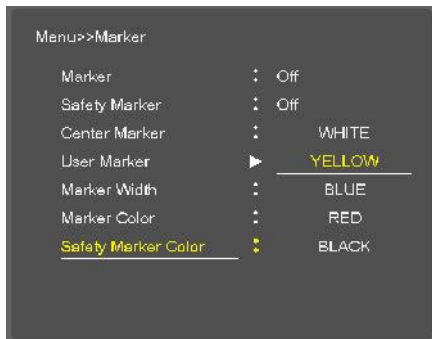 Menu>>Marker
Marker : Off
Safety Marker : Off
Center Marker : WHITE
User Marker ▶ YELLOW
Marker Width : BLUE
Marker Color : RED
Safety Marker Color : BLACK